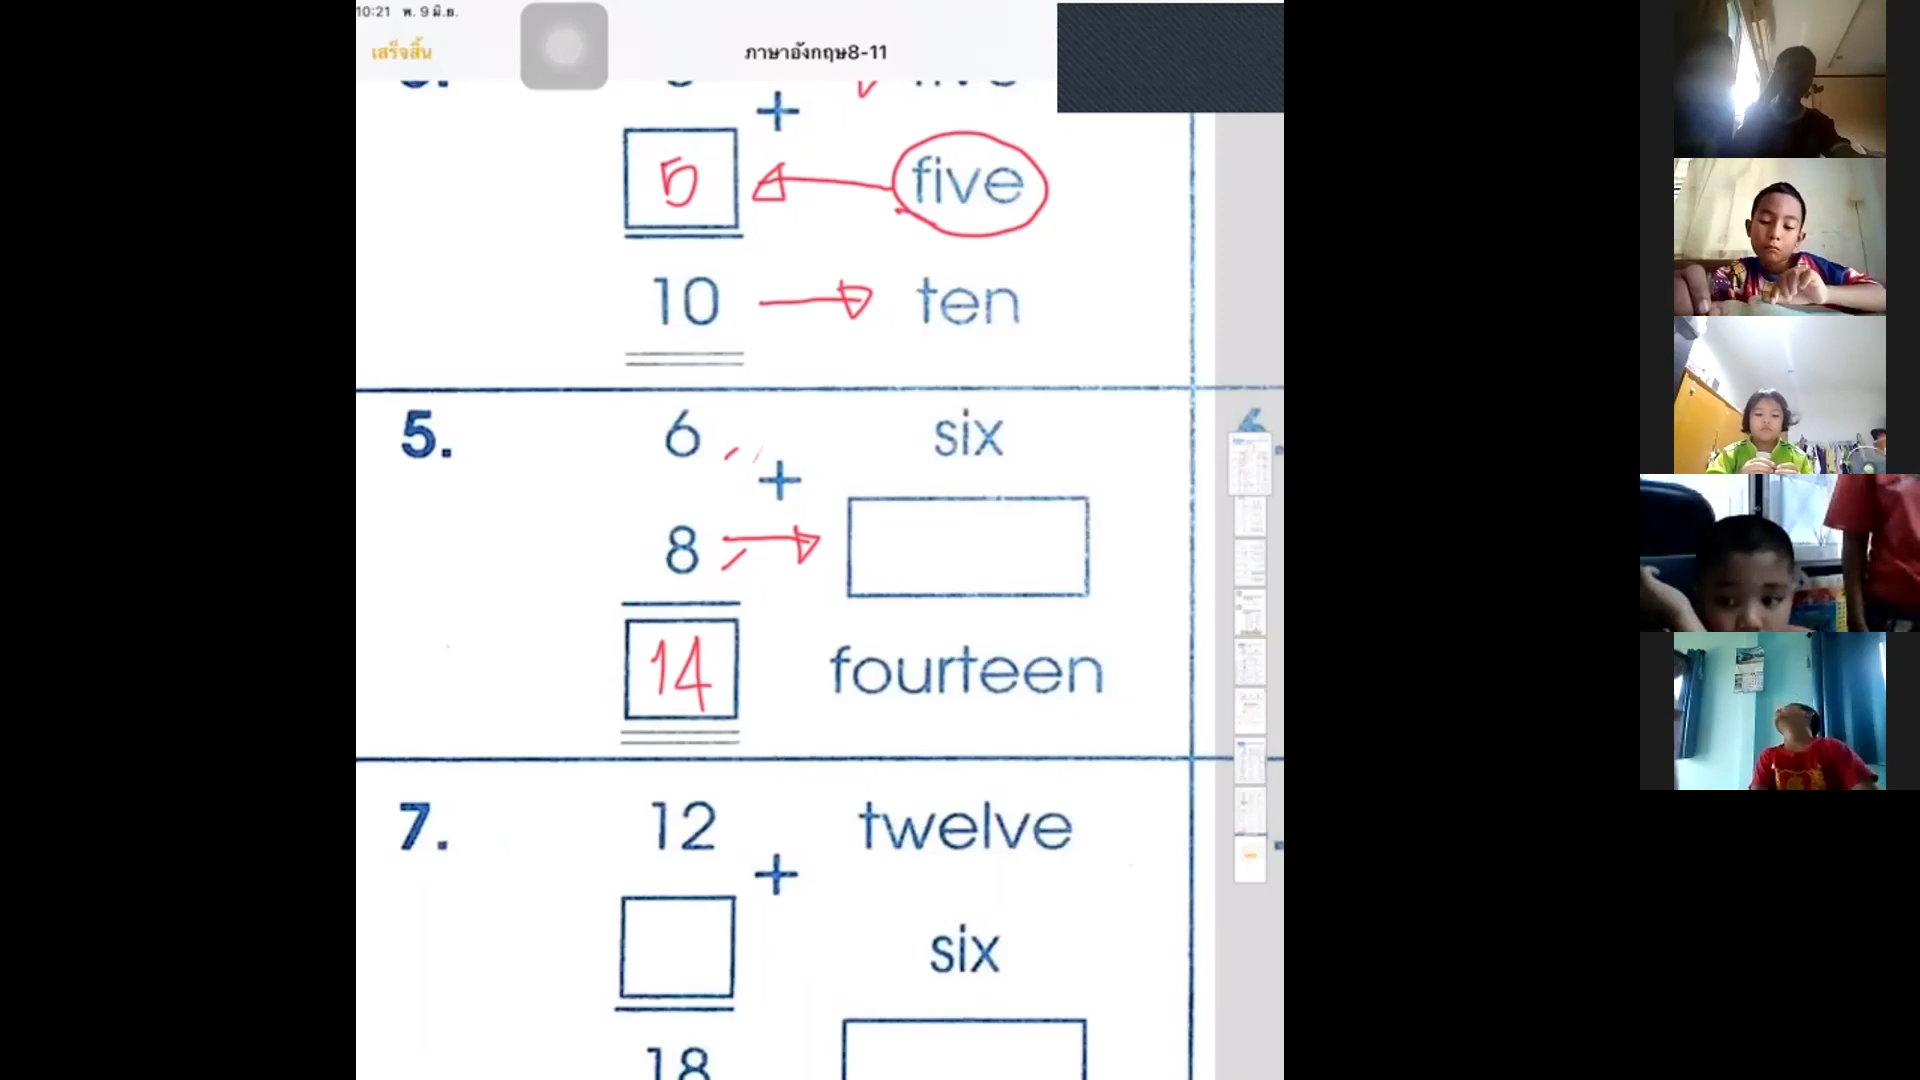 10:21 พ. 9 มิ.ย.
เสร็จสิ้น
ภาษาอังกฤษ8-11
+
5 five
10 ten
5. 6 six
+
8
14 fourteen
7. 12 twelve
+
six
18